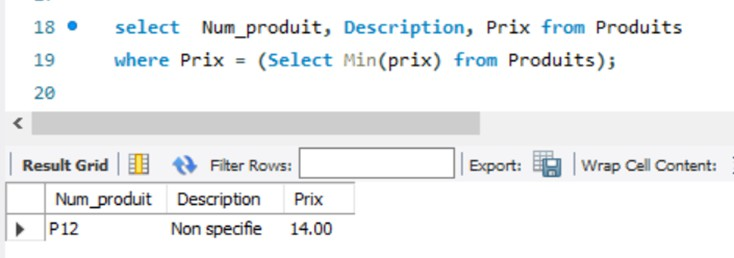 18 select Num_produit, Description, Prix from Produits
19 where Prix = (Select Min(prix) from Produits);
20
Result Grid Filter Rows: Export: Wrap Cell Content:
Num_produit Description Prix
P12 Non specifie 14.00